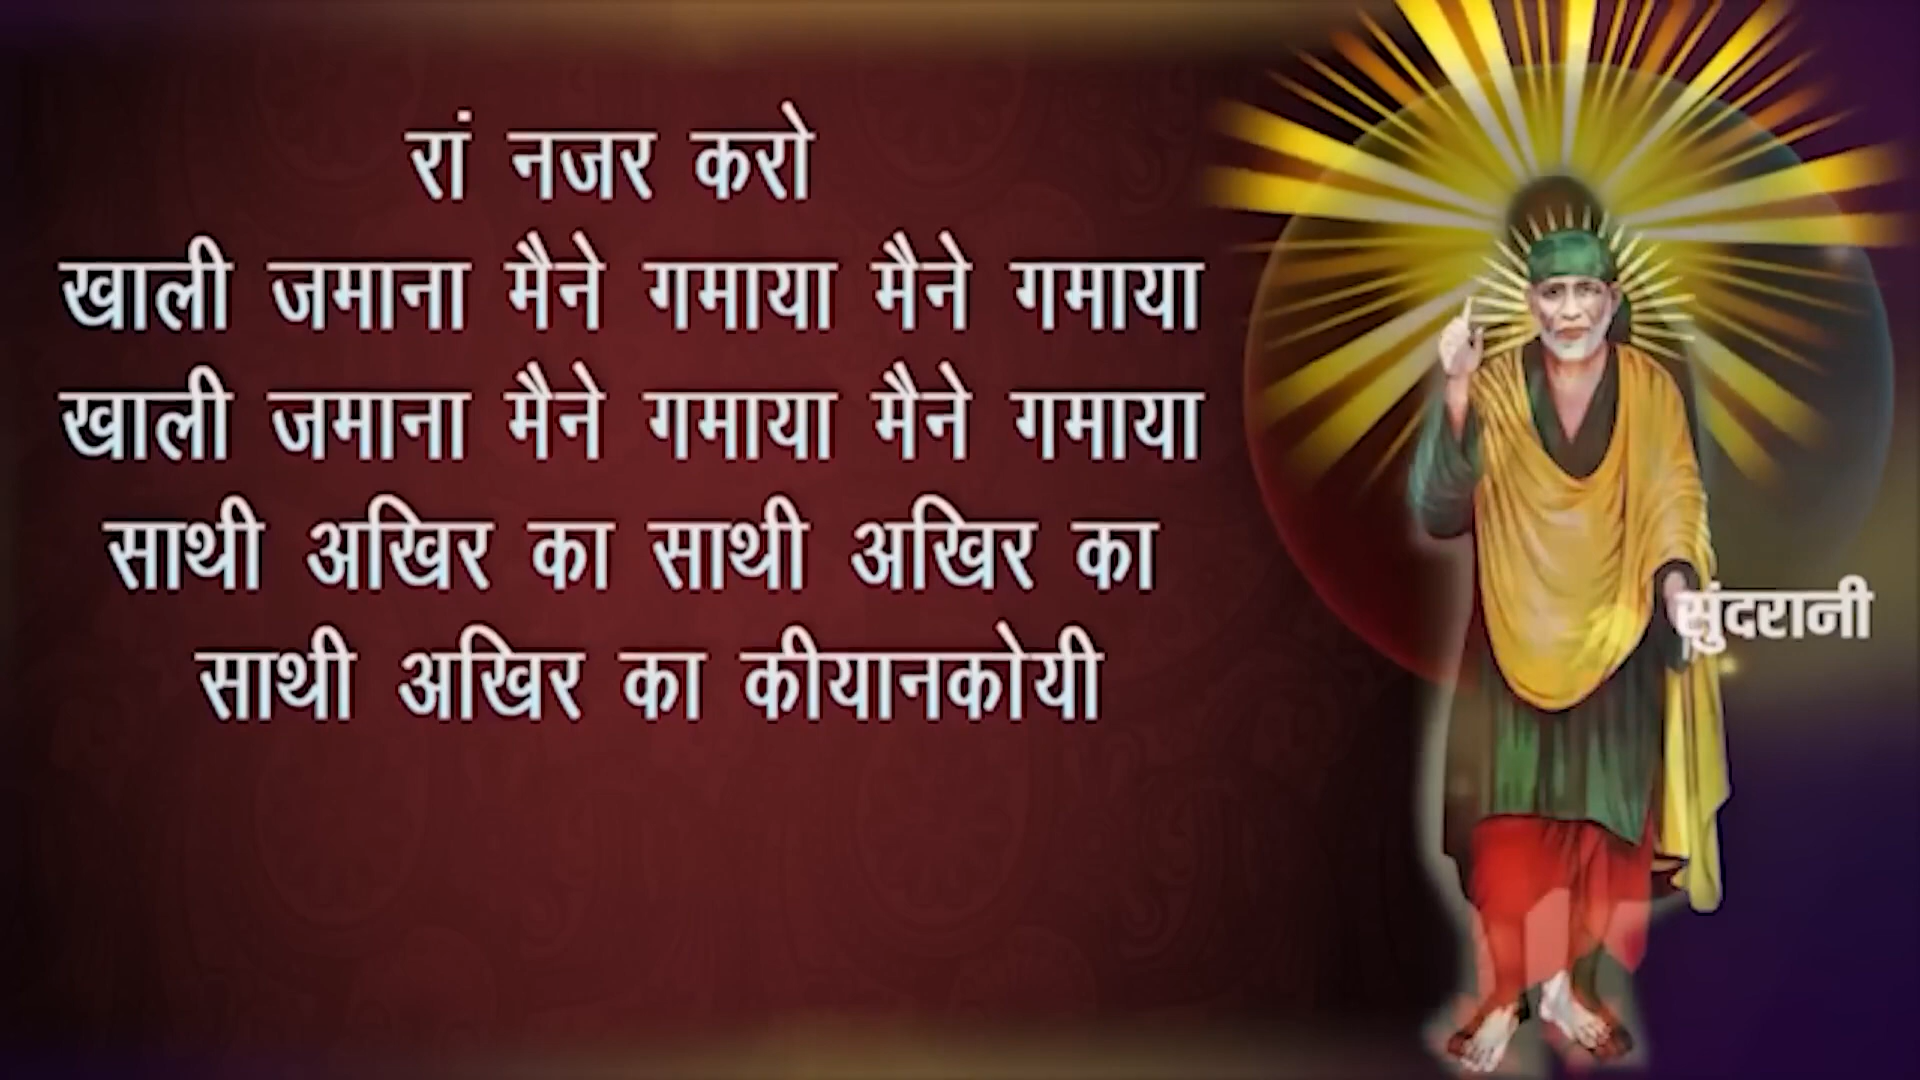 रां नजर करो
खाली जमाना मैने गमाया मैने गमाया
खाली जमाना मैने गमाया मैने गमाया
साथी अखिर का साथी अखिर का
साथी अखिर का कीयानकोयी
सुंदरानी